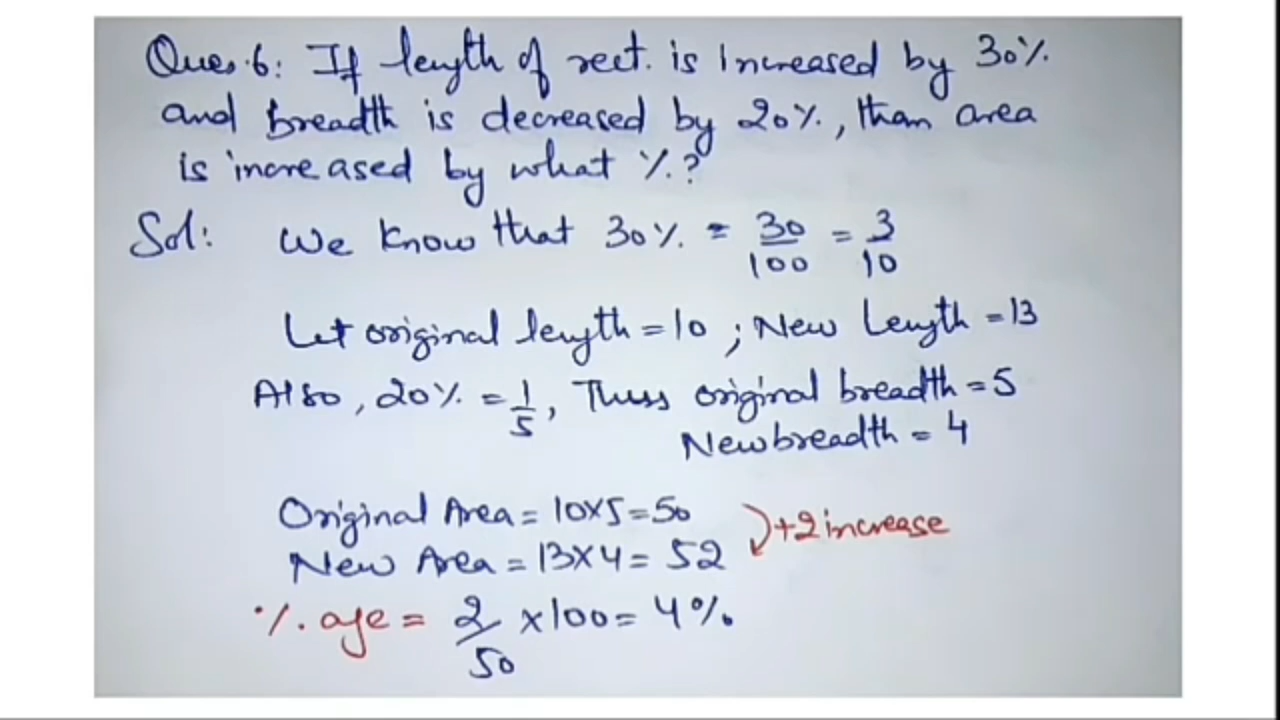 Ques.6: If length of rect. is Increased by 30%
and breadth is decreased by 20%, than area
is increased by what %?
Sol: We know that 30% = 30/100 = 3/10
Let original length = 10 ; New Length = 13
Also, 20% = 1/5, Thuss original breadth = 5
New breadth = 4
Original Area = 10×5=50
New Area = 13×4= 52
+2 increase
%.age = 2/50 ×100= 4%